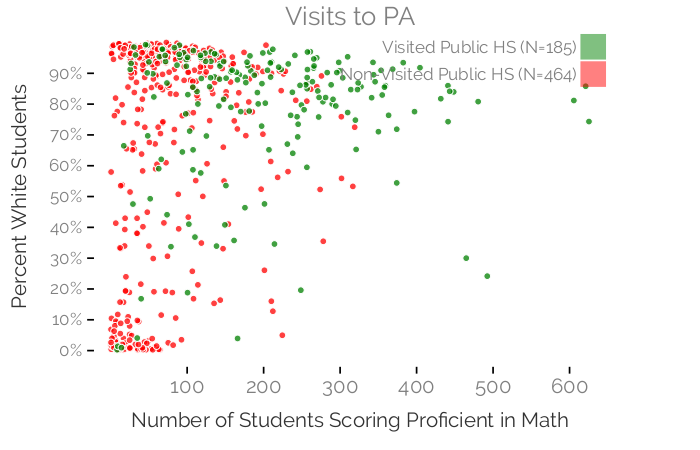 Visits to PA
Visited Public HS (N=185)
Non-Visited Public HS (N=464)
Percent White Students
90%
80%
70%
60%
50%
40%
30%
20%
10%
0%
100 200 300 400 500 600
Number of Students Scoring Proficient in Math